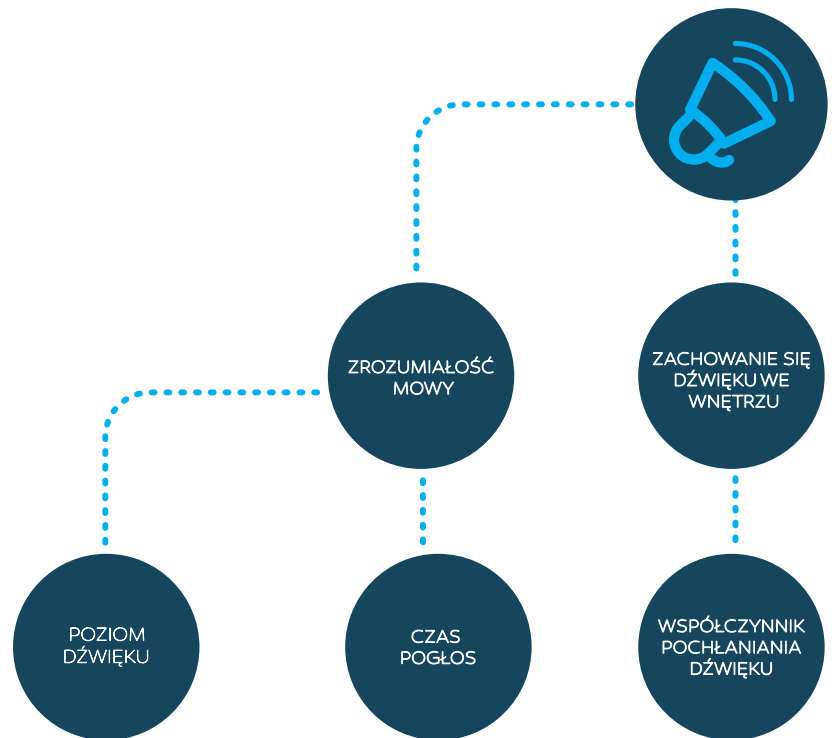 ZROZUMIAŁOŚĆ
MOWY
ZACHOWANIE SIĘ
DŹWIĘKU WE
WNĘTRZU
POZIOM
DŹWIĘKU
CZAS
POGŁOS
WSPÓŁCZYNNIK
POCHŁANIANIA
DŹWIĘKU